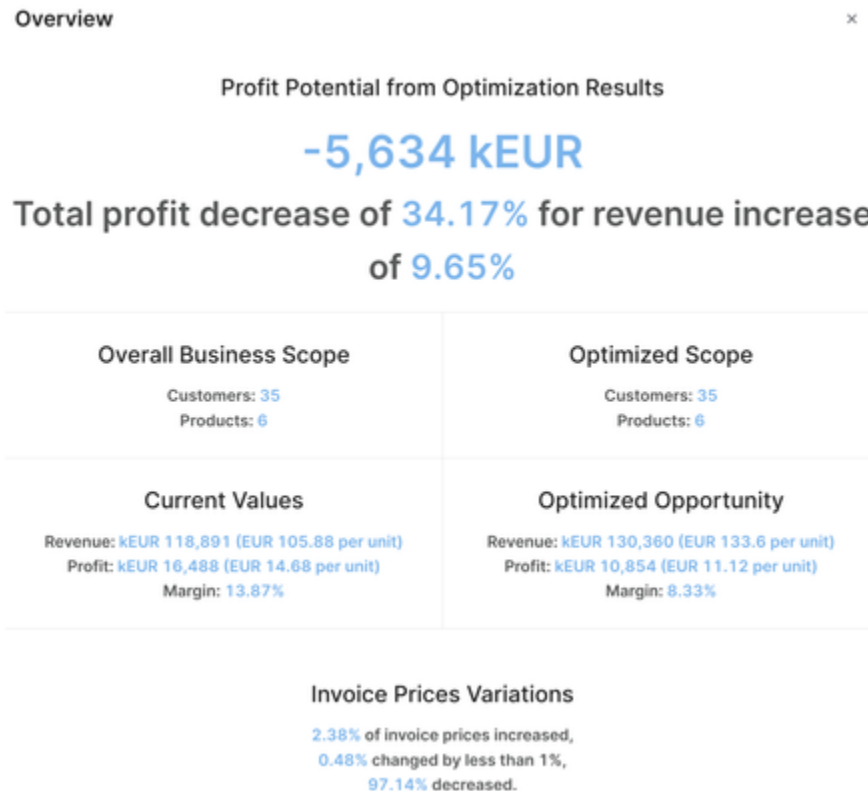 Overview
×
Profit Potential from Optimization Results
-5,634 kEUR
Total profit decrease of 34.17% for revenue increase
of 9.65%
Overall Business Scope
Customers: 35
Products: 6
Optimized Scope
Customers: 35
Products: 6
Current Values
Revenue: kEUR 118,891 (EUR 105.88 per unit)
Profit: kEUR 16,488 (EUR 14.68 per unit)
Margin: 13.87%
Optimized Opportunity
Revenue: kEUR 130,360 (EUR 133.6 per unit)
Profit: kEUR 10,854 (EUR 11.12 per unit)
Margin: 8.33%
Invoice Prices Variations
2.38% of invoice prices increased,
0.48% changed by less than 1%,
97.14% decreased.